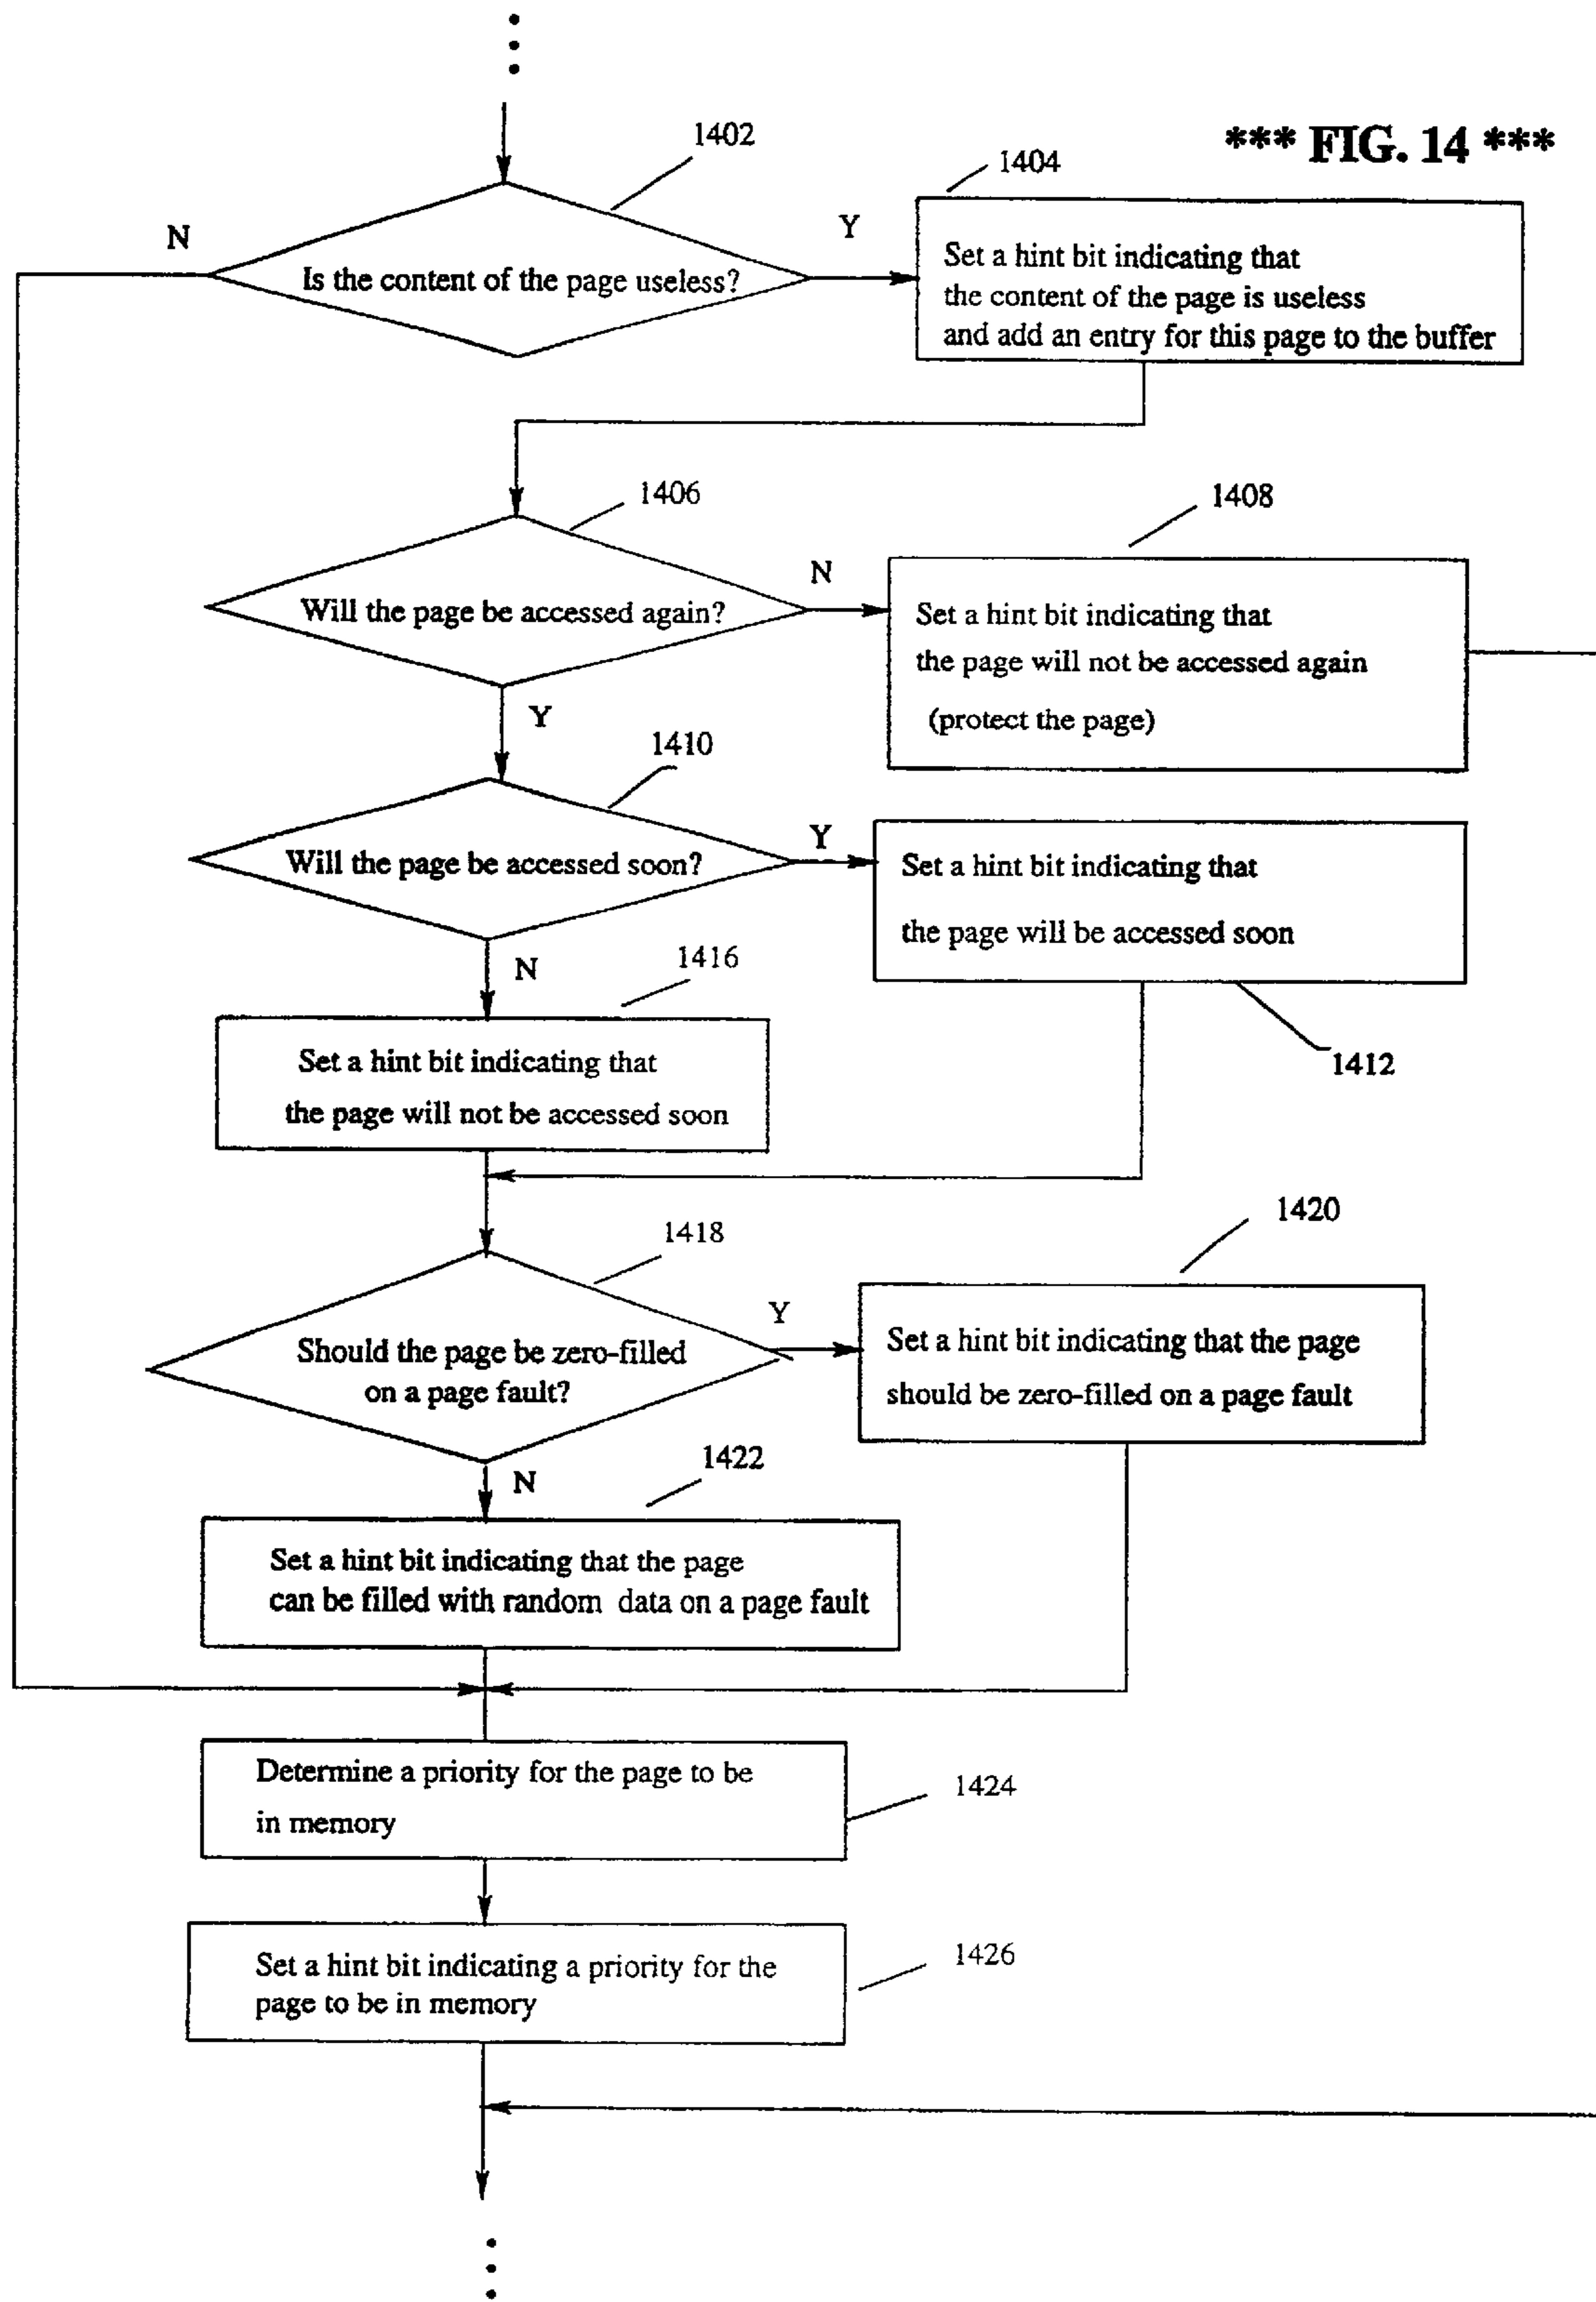 *** FIG. 14 ***
1402
1404
N
Y
Is the content of the page useless?
Set a hint bit indicating that
the content of the page is useless
and add an entry for this page to the buffer
1406
1408
N
Will the page be accessed again?
Set a hint bit indicating that
the page will not be accessed again
(protect the page)
Y
1410
Y
Will the page be accessed soon?
Set a hint bit indicating that
the page will be accessed soon
N
1416
1412
Set a hint bit indicating that
the page will not be accessed soon
1418
1420
Y
Should the page be zero-filled
on a page fault?
Set a hint bit indicating that the page
should be zero-filled on a page fault
1422
N
Set a hint bit indicating that the page
can be filled with random data on a page fault
Determine a priority for the page to be
in memory
1424
Set a hint bit indicating a priority for the
page to be in memory
1426